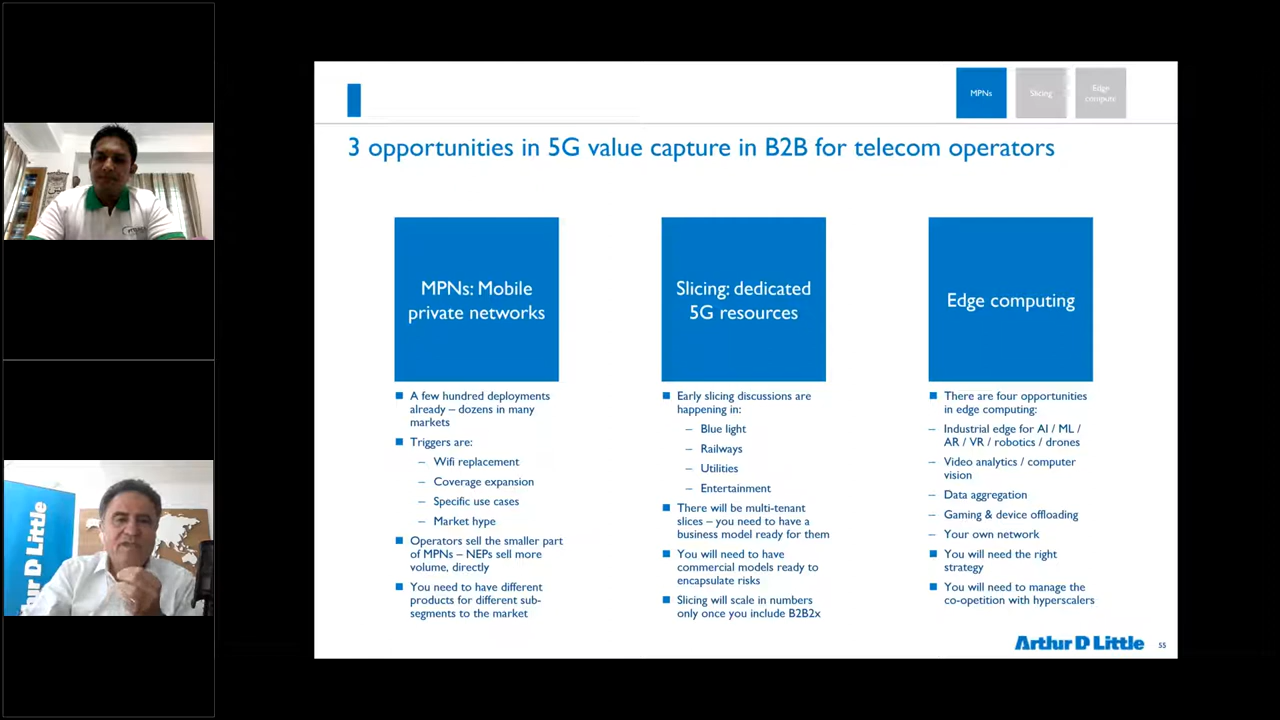 MPNs
Slicing
Edge
compute
3 opportunities in 5G value capture in B2B for telecom operators
MPNs: Mobile
private networks
A few hundred deployments
already – dozens in many
markets
Triggers are:
– Wifi replacement
– Coverage expansion
– Specific use cases
– Market hype
Operators sell the smaller part
of MPNs – NEPs sell more
volume, directly
You need to have different
products for different sub-
segments to the market
Slicing: dedicated
5G resources
Early slicing discussions are
happening in:
– Blue light
– Railways
– Utilities
– Entertainment
There will be multi-tenant
slices – you need to have a
business model ready for them
You will need to have
commercial models ready to
encapsulate risks
Slicing will scale in numbers
only once you include B2B2x
Edge computing
There are four opportunities
in edge computing:
– Industrial edge for AI / ML /
AR / VR / robotics / drones
– Video analytics / computer
vision
– Data aggregation
– Gaming & device offloading
– Your own network
You will need the right
strategy
You will need to manage the
co-opetition with hyperscalers
Arthur D Little
55
D Little